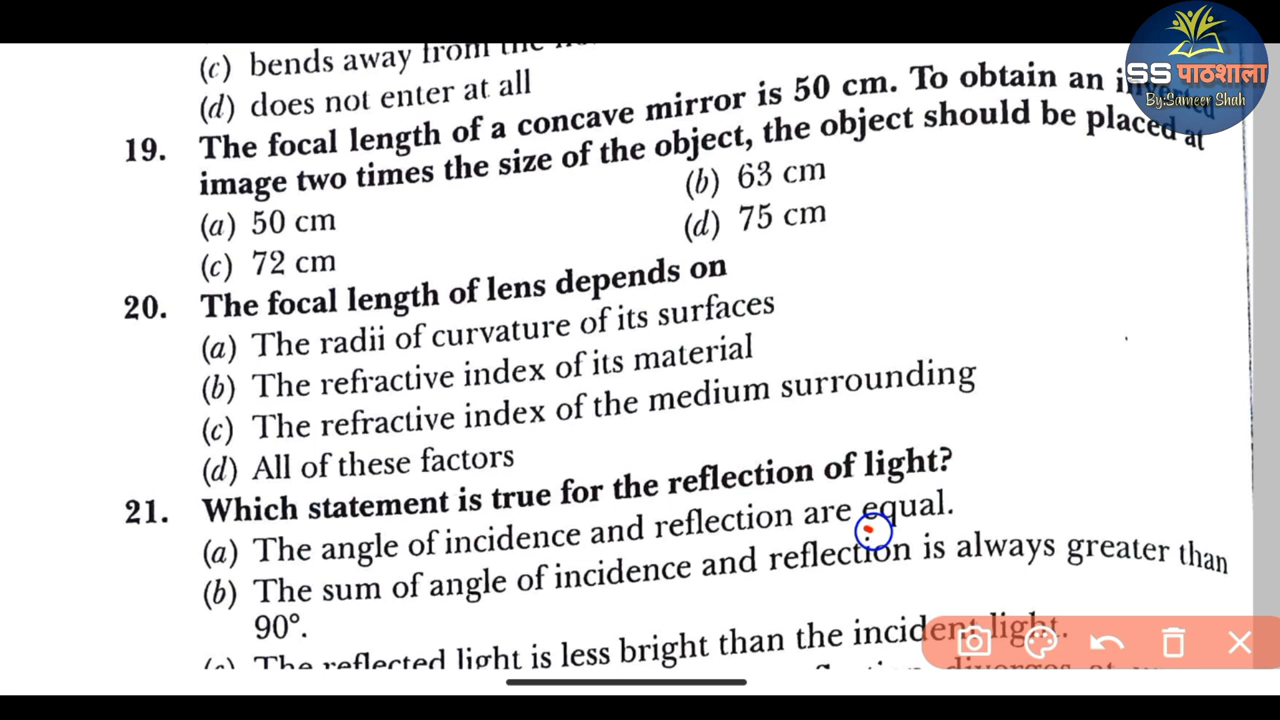 (c) bends away from the
(d) does not enter at all
SS पाठशाला
By:Sameer Shah
19. The focal length of a concave mirror is 50 cm. To obtain an inverted
image two times the size of the object, the object should be placed at
(a) 50 cm (b) 63 cm
(c) 72 cm (d) 75 cm
20. The focal length of lens depends on
(a) The radii of curvature of its surfaces
(b) The refractive index of its material
(c) The refractive index of the medium surrounding
(d) All of these factors
21. Which statement is true for the reflection of light?
(a) The angle of incidence and reflection are equal.
(b) The sum of angle of incidence and reflection is always greater than
90°.
(c) The reflected light is less bright than the incident light.